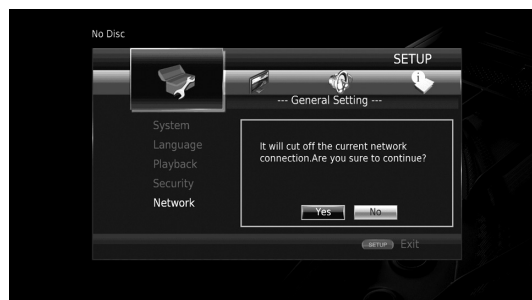 No Disc
SETUP
--- General Setting ---
System
Language
Playback
Security
Network
It will cut off the current network
connection.Are you sure to continue?
Yes
No
SETUP Exit